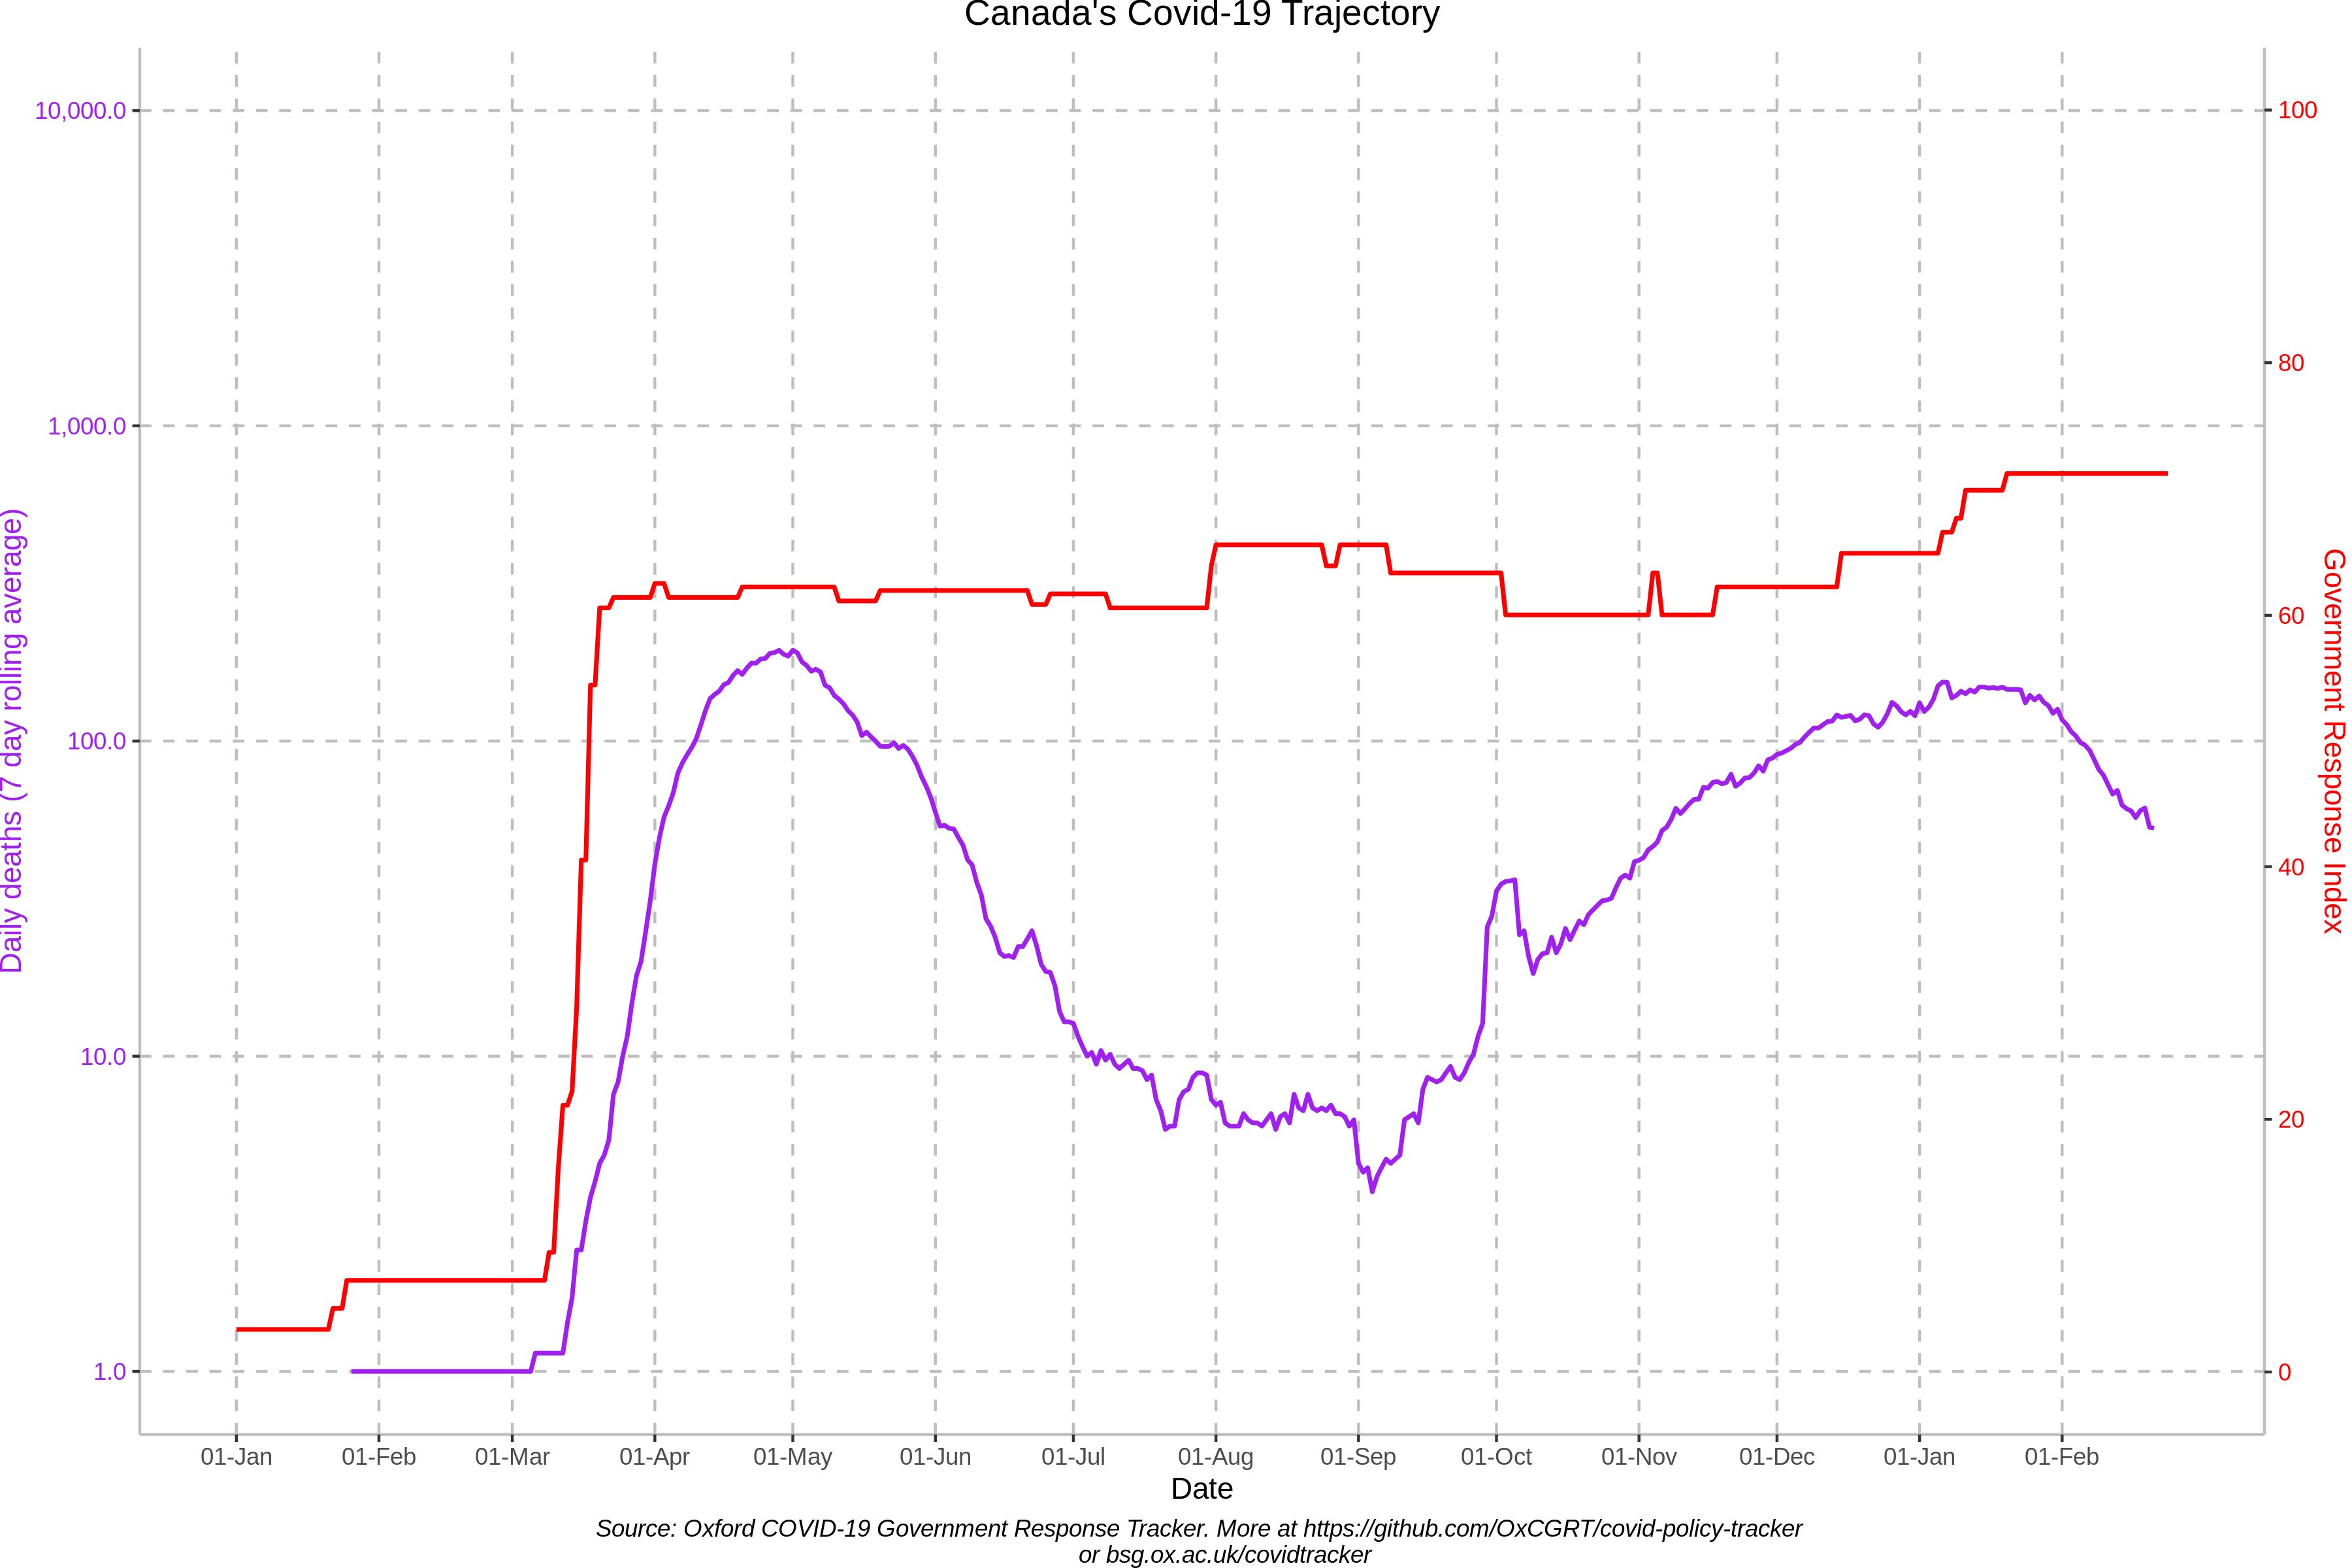 Canada's Covid-19 Trajectory
10,000.0
1,000.0
100.0
10.0
1.0
Daily deaths (7 day rolling average)
100
80
60
40
20
0
Government Response Index
01-Jan 01-Feb 01-Mar 01-Apr 01-May 01-Jun 01-Jul 01-Aug 01-Sep 01-Oct 01-Nov 01-Dec 01-Jan 01-Feb
Date
Source: Oxford COVID-19 Government Response Tracker. More at https://github.com/OxCGRT/covid-policy-tracker
or bsg.ox.ac.uk/covidtracker